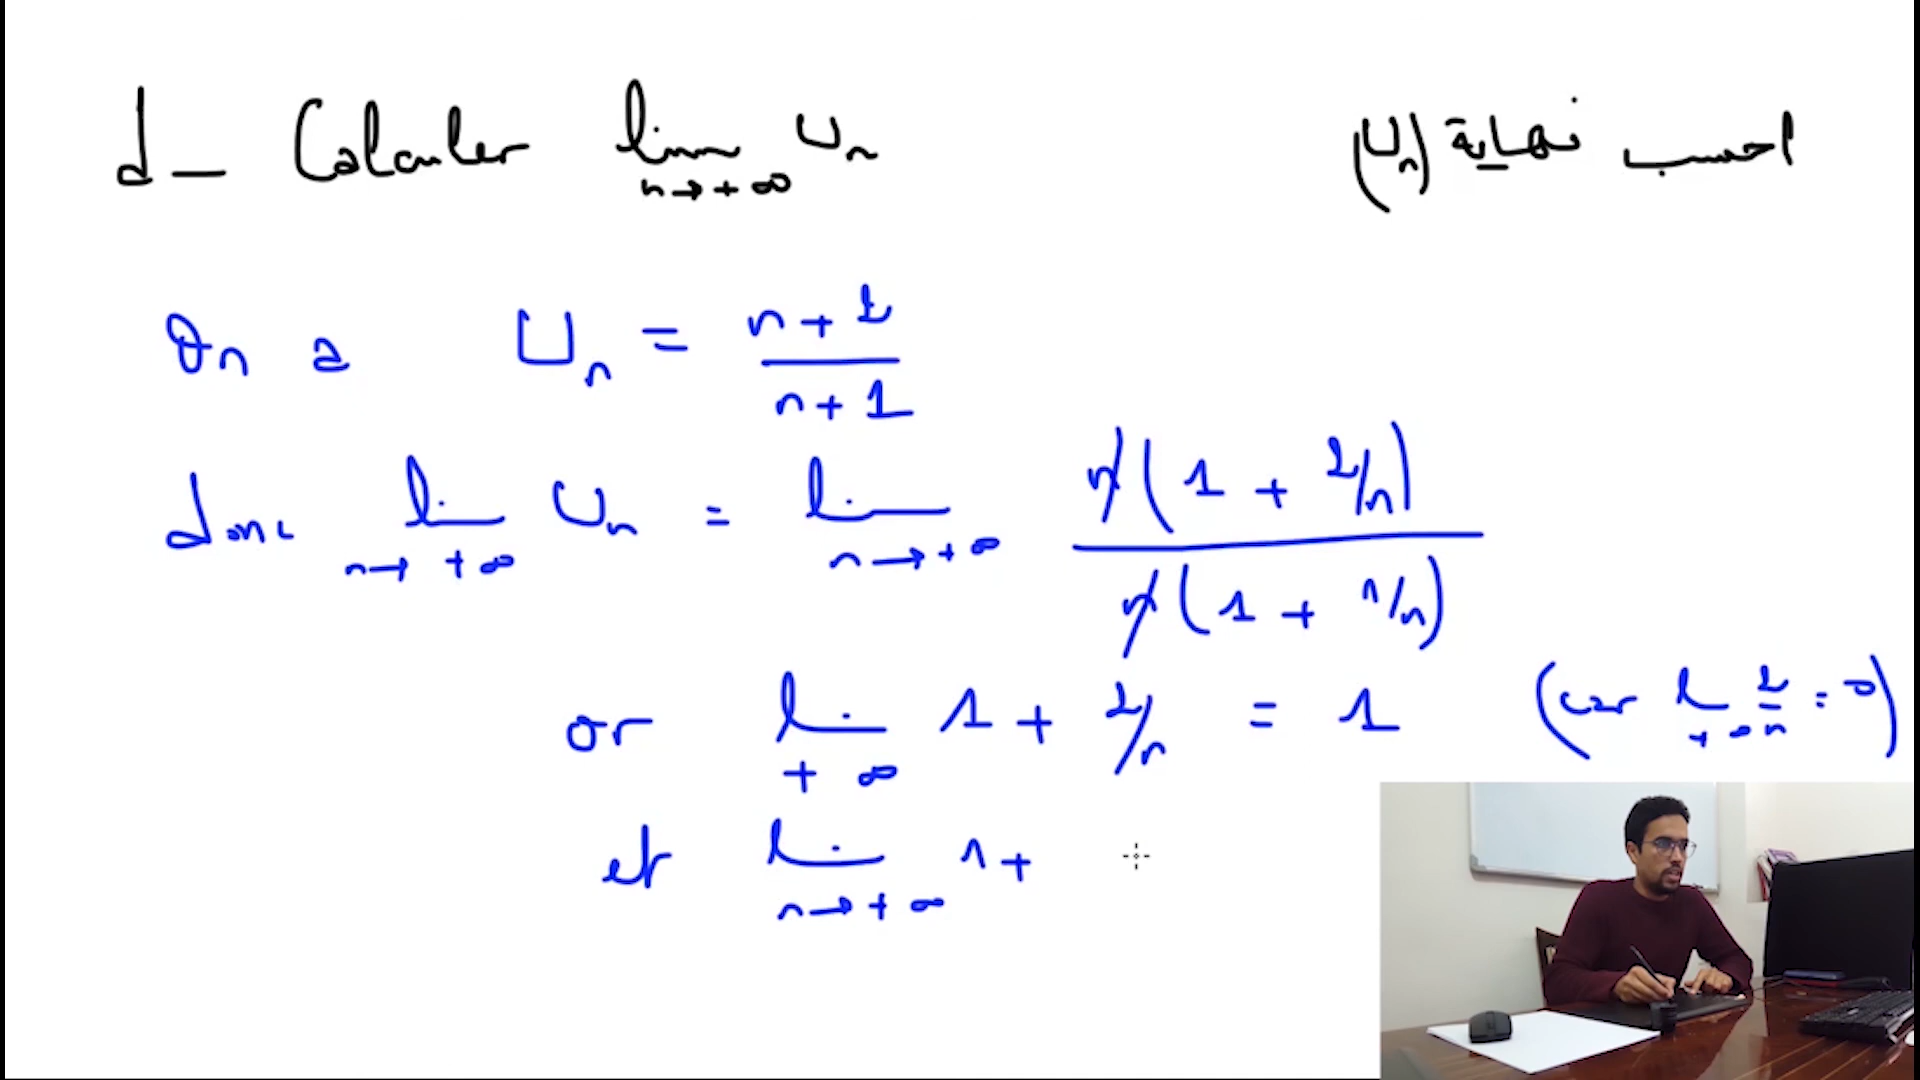 d - Calculer lim n→+∞ Un
احسب نهاية (Un)
On a Un = n+2 / n+1
donc lim n→+∞ Un = lim n→+∞ n(1 + 2/n) / n(1 + 1/n)
or lim +∞ 1 + 2/n = 1 (car lim +∞ 2/n = 0)
et lim n→+∞ 1 +